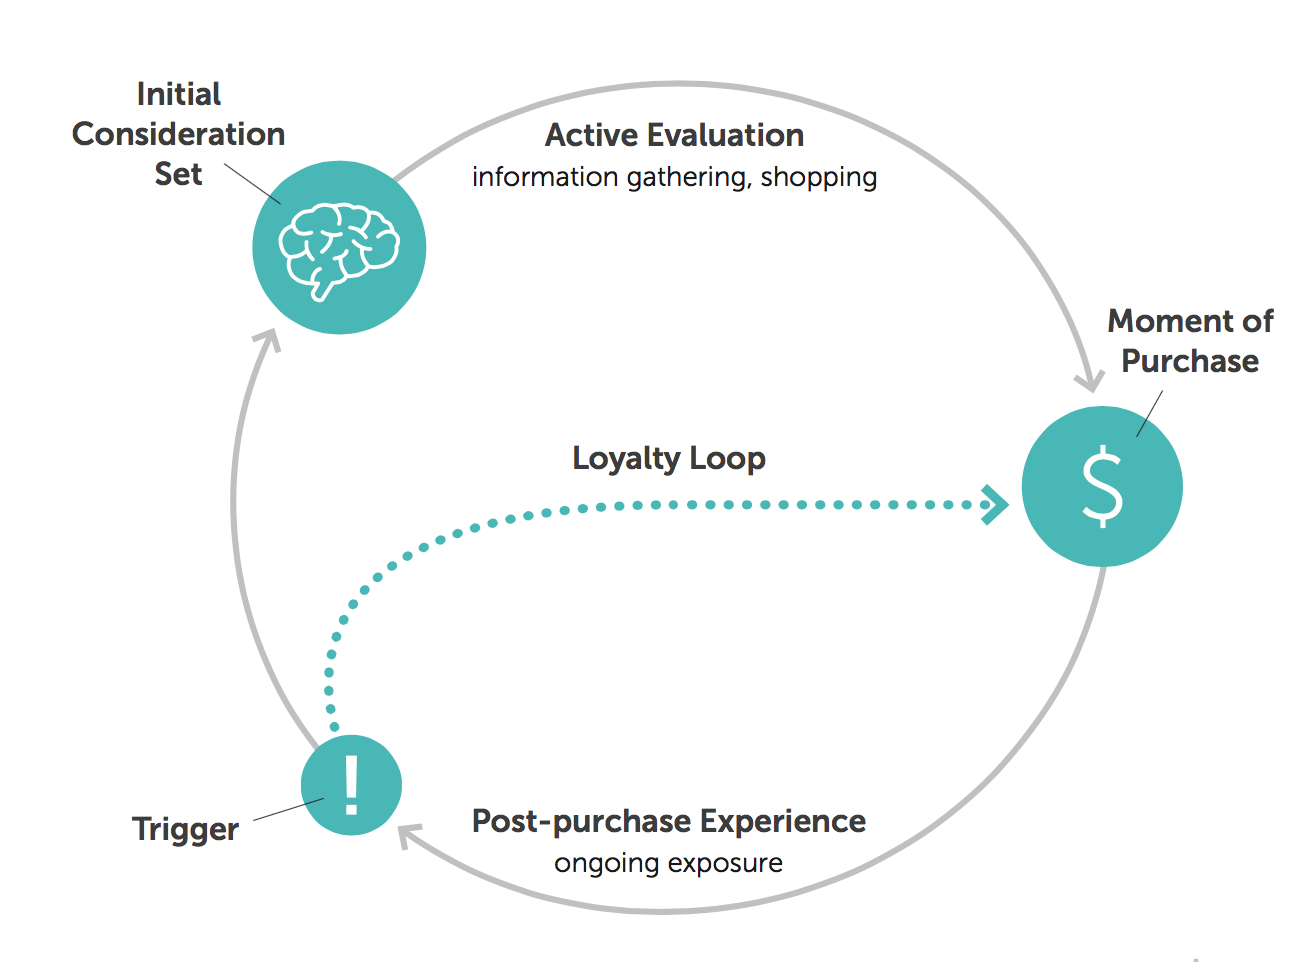 Initial
Consideration
Set
Active Evaluation
information gathering, shopping
Moment of
Purchase
$
Loyalty Loop
!
Trigger
Post-purchase Experience
ongoing exposure